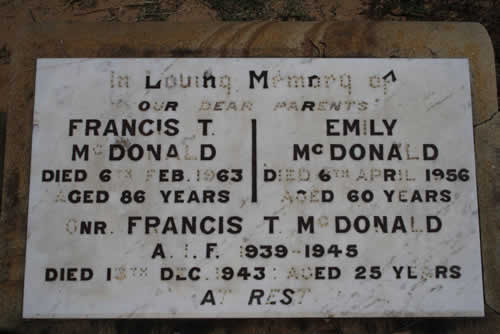 In Loving Memory of
OUR DEAR PARENTS
FRANCIS T. McDONALD
DIED 6TH FEB. 1963
AGED 86 YEARS
EMILY McDONALD
DIED 6TH APRIL 1956
AGED 60 YEARS
GNR. FRANCIS T. McDONALD
A.I.F. 1939-1945
DIED 13TH DEC. 1943: AGED 25 YEARS
AT REST